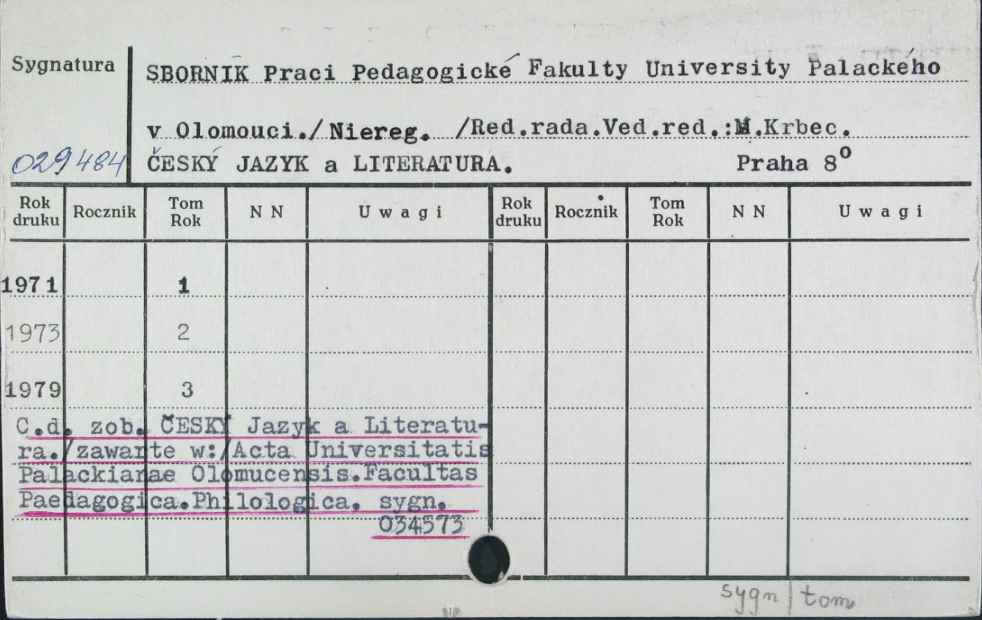 Sygnatura
SBORNIK Praci Pedagogické Fakulty University Palackého
v Olomouci./Niereg. /Red.rada.Ved.red.:M.Krbec.
029484 ČESKÝ JAZYK a LITERATURA. Praha 8⁰
Rok druku Rocznik Tom Rok N N U w a g i Rok druku Rocznik Tom Rok N N U w a g i
1971 1
1973 2
1979 3
C.d. zob. ČESKÝ Jazyk a Literatu-
ra./zawarte w:/Acta Universitatis
Palackianae Olomucensis.Facultas
Paedagogica.Philologica. sygn.
034573
sygn/tom